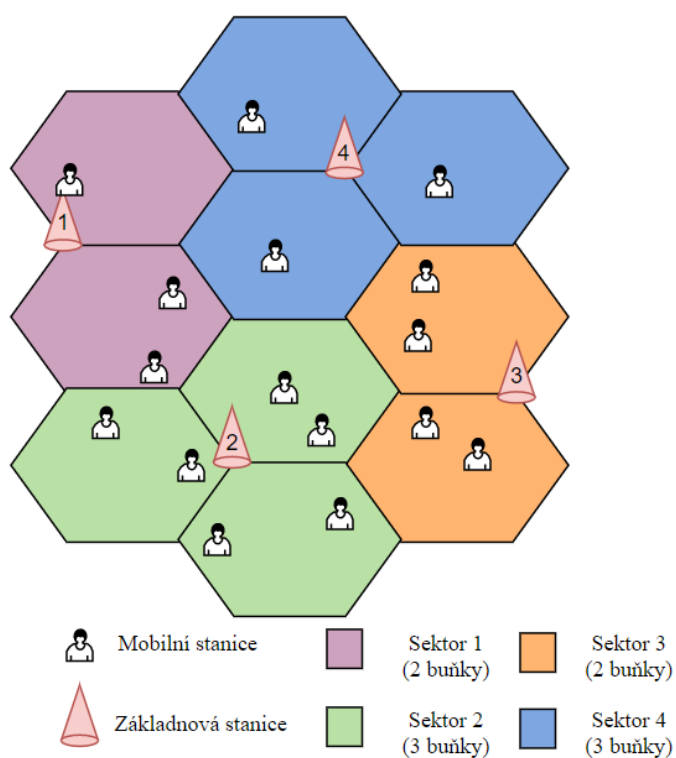 4
1
3
2
Mobilní stanice
Sektor 1
(2 buňky)
Sektor 3
(2 buňky)
Základnová stanice
Sektor 2
(3 buňky)
Sektor 4
(3 buňky)